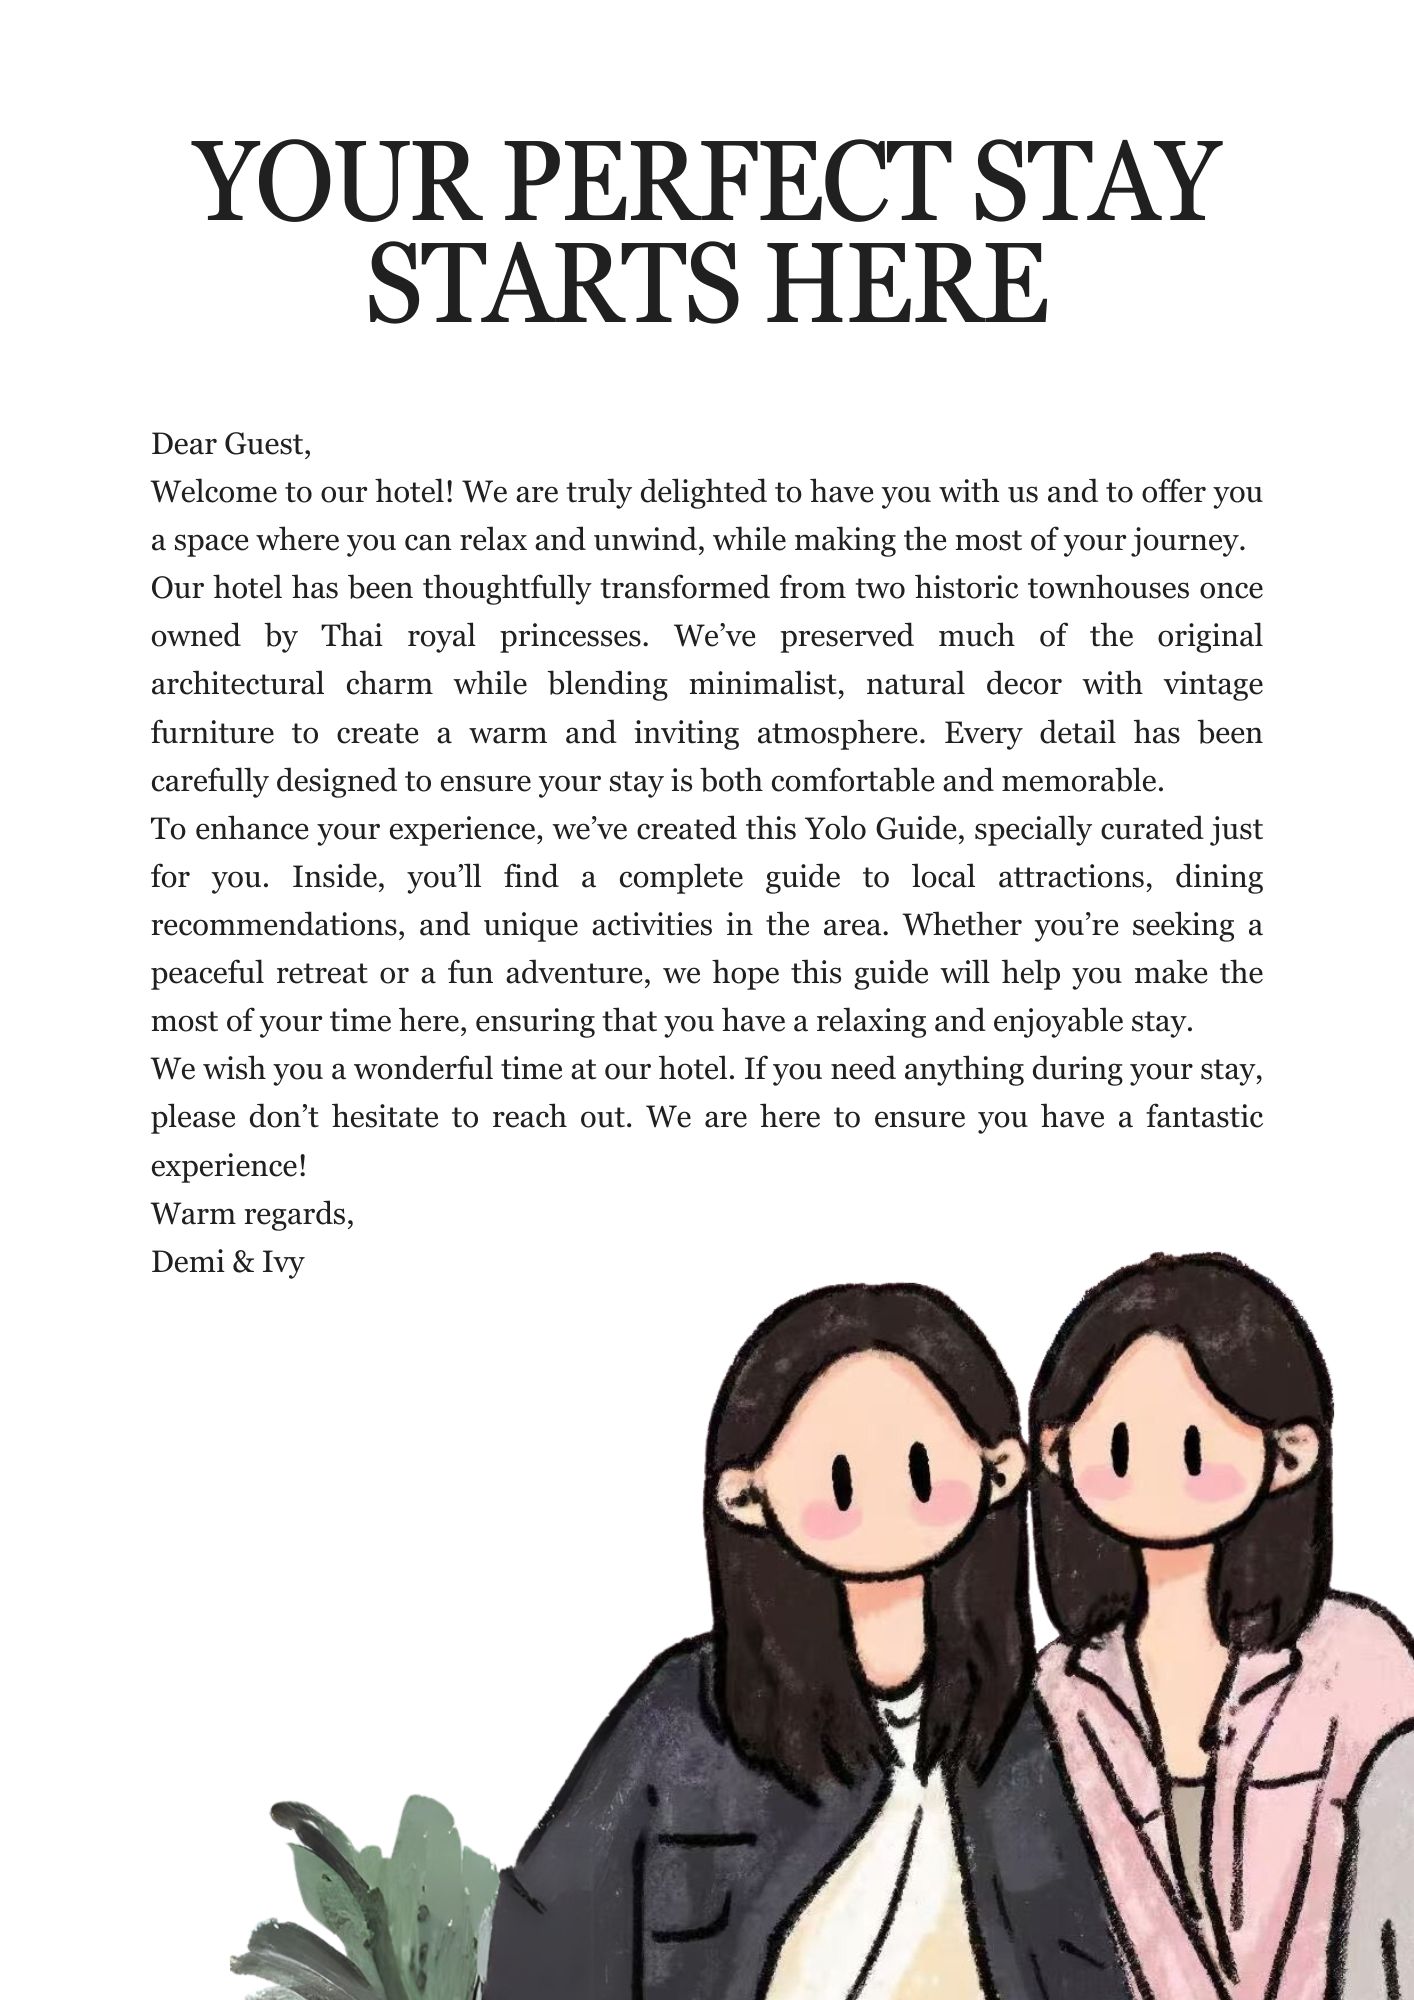 YOUR PERFECT STAY
STARTS HERE
Dear Guest,
Welcome to our hotel! We are truly delighted to have you with us and to offer you
a space where you can relax and unwind, while making the most of your journey.
Our hotel has been thoughtfully transformed from two historic townhouses once
owned by Thai royal princesses. We’ve preserved much of the original
architectural charm while blending minimalist, natural decor with vintage
furniture to create a warm and inviting atmosphere. Every detail has been
carefully designed to ensure your stay is both comfortable and memorable.
To enhance your experience, we’ve created this Yolo Guide, specially curated just
for you. Inside, you’ll find a complete guide to local attractions, dining
recommendations, and unique activities in the area. Whether you’re seeking a
peaceful retreat or a fun adventure, we hope this guide will help you make the
most of your time here, ensuring that you have a relaxing and enjoyable stay.
We wish you a wonderful time at our hotel. If you need anything during your stay,
please don’t hesitate to reach out. We are here to ensure you have a fantastic
experience!
Warm regards,
Demi & Ivy